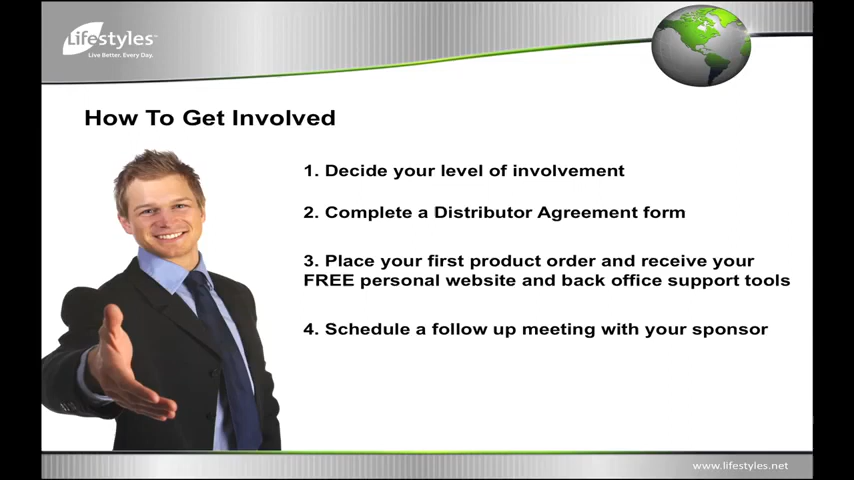 Lifestyles™
Live Better. Every Day.
How To Get Involved
1. Decide your level of involvement
2. Complete a Distributor Agreement form
3. Place your first product order and receive your
FREE personal website and back office support tools
4. Schedule a follow up meeting with your sponsor
www.lifestyles.net